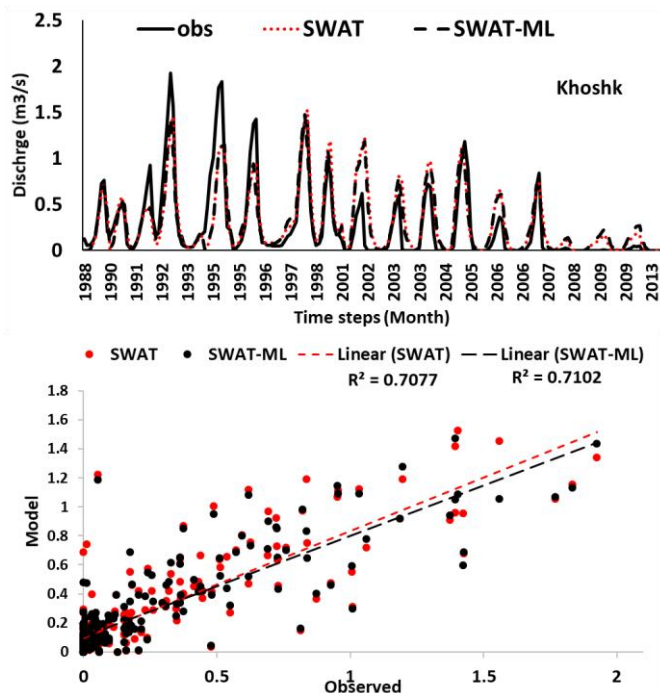 2.5
obs SWAT SWAT-ML
2
Khoshk
1.5
1
0.5
0
Dischrge (m3/s)
1988 1990 1991 1992 1992 1993 1995 1995 1996 1997 1998 2001 2002 2003 2003 2004 2005 2006 2007 2008 2009 2009 2013
Time steps (Month)
SWAT SWAT-ML Linear (SWAT) Linear (SWAT-ML)
R² = 0.7077 R² = 0.7102
1.8
1.6
1.4
1.2
1
0.8
0.6
0.4
0.2
0
Model
0 0.5 1 1.5 2
Observed